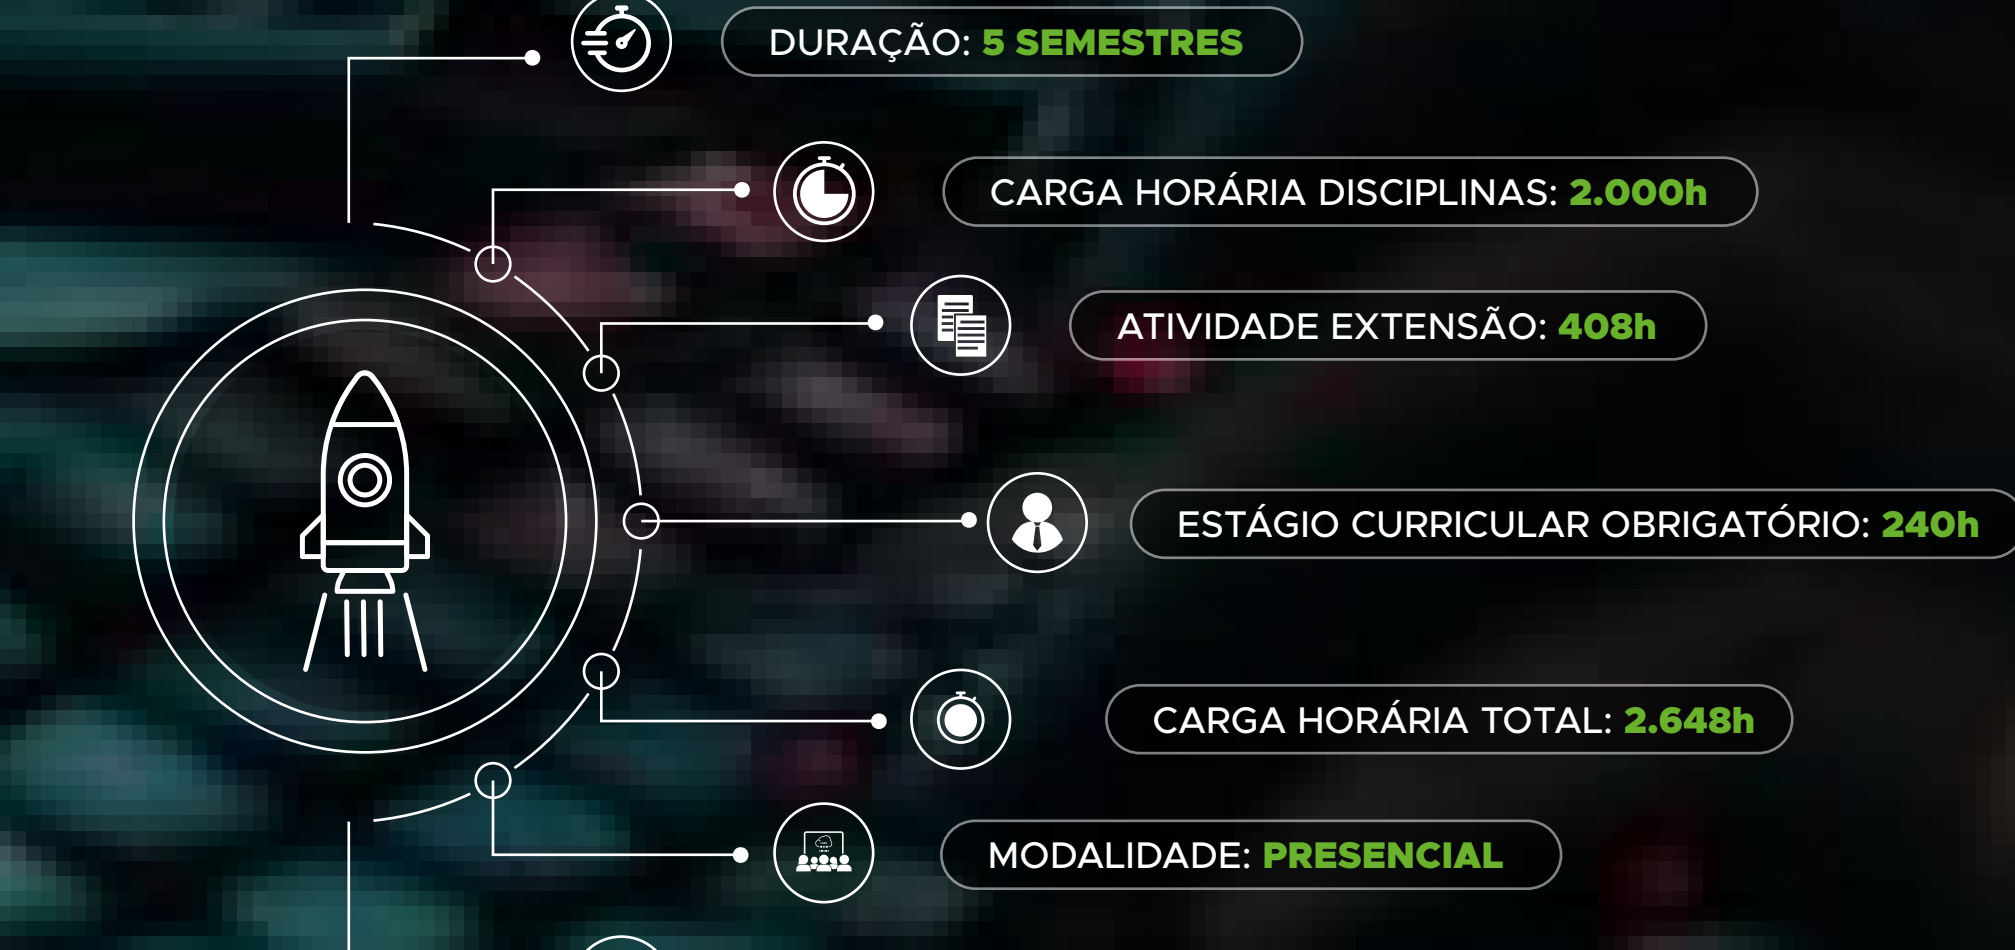 DURAÇÃO: 5 SEMESTRES
CARGA HORÁRIA DISCIPLINAS: 2.000h
ATIVIDADE EXTENSÃO: 408h
ESTÁGIO CURRICULAR OBRIGATÓRIO: 240h
CARGA HORÁRIA TOTAL: 2.648h
MODALIDADE: PRESENCIAL